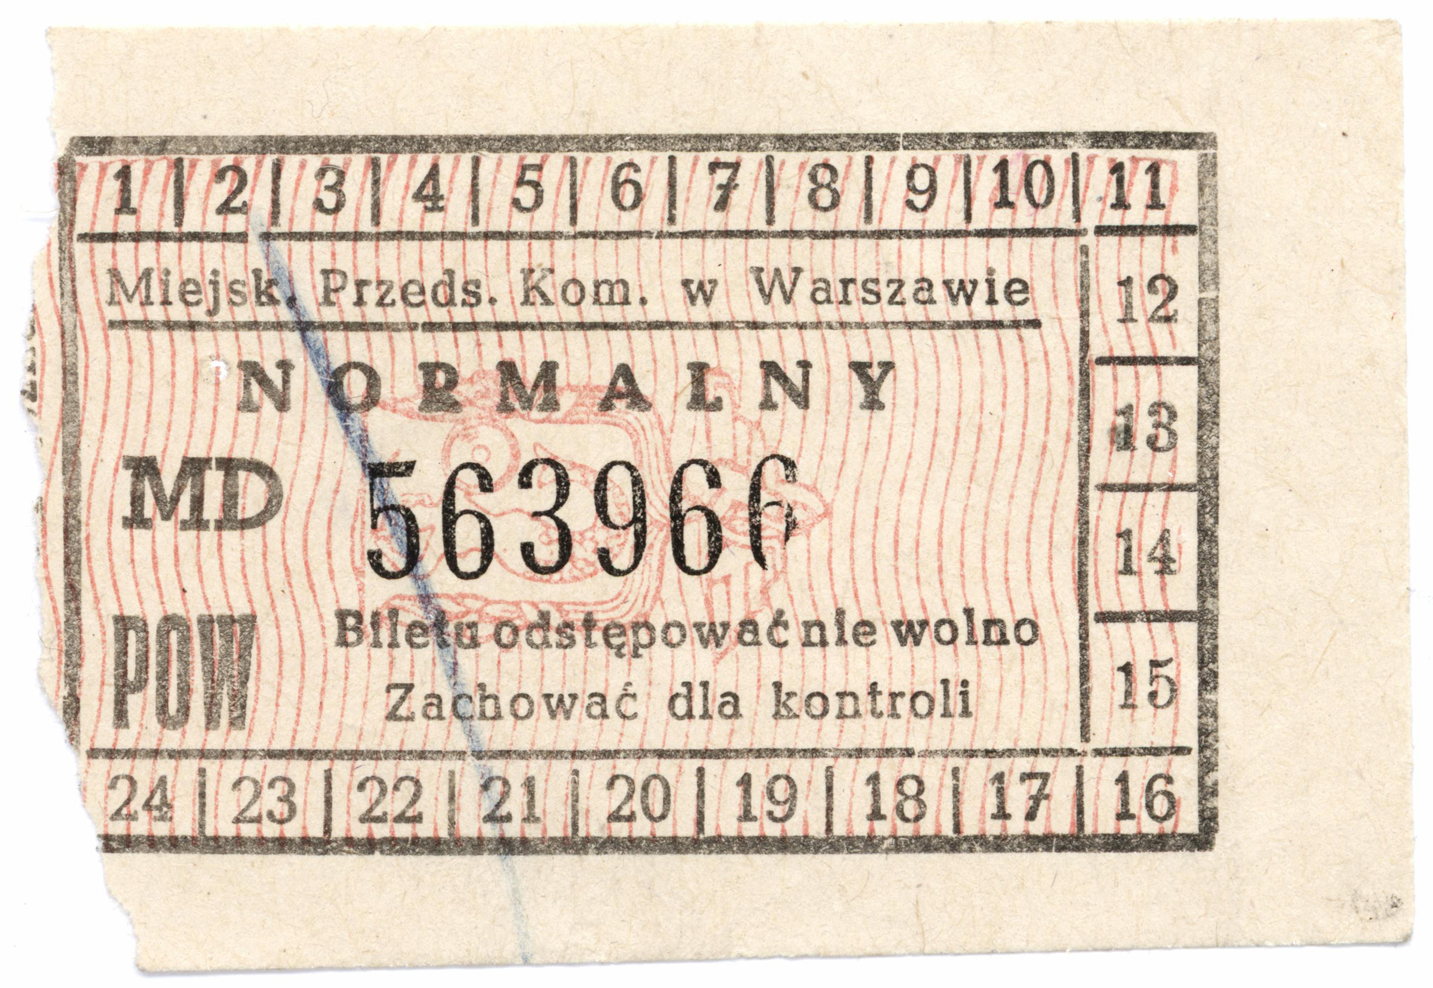 1 | 2 | 3 | 4 | 5 | 6 | 7 | 8 | 9 | 10 | 11
Miejsk. Przeds. Kom. w Warszawie
12
NORMALNY
13
MD 563966
14
POW
Biletu odstępować nie wolno
Zachować dla kontroli
15
24 | 23 | 22 | 21 | 20 | 19 | 18 | 17 | 16